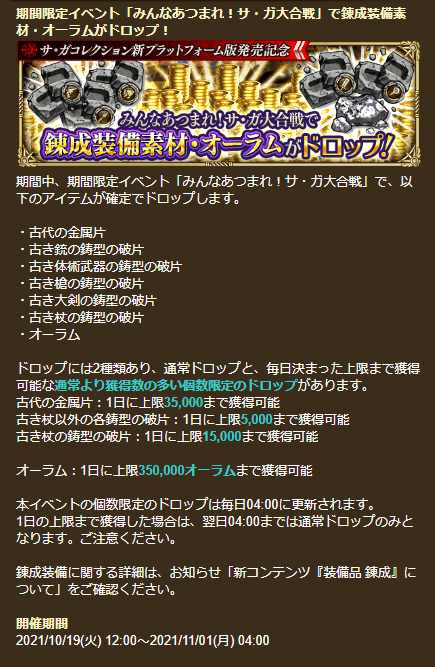 期間限定イベント「みんなあつまれ！サ・ガ大合戦」で錬成装備素
材・オーラムがドロップ！
サ・ガコレクション新プラットフォーム版発売記念
みんなあつまれ！サ・ガ大合戦で
錬成装備素材・オーラムがドロップ！
期間中、期間限定イベント「みんなあつまれ！サ・ガ大合戦」で、以
下のアイテムが確定でドロップします。
・古代の金属片
・古き銃の鋳型の破片
・古き体術武器の鋳型の破片
・古き槍の鋳型の破片
・古き大剣の鋳型の破片
・古き杖の鋳型の破片
・オーラム
ドロップには2種類あり、通常ドロップと、毎日決まった上限まで獲得
可能な通常より獲得数の多い個数限定のドロップがあります。
古代の金属片：1日に上限35,000まで獲得可能
古き杖以外の各鋳型の破片：1日に上限5,000まで獲得可能
古き杖の鋳型の破片：1日に上限15,000まで獲得可能
オーラム：1日に上限350,000オーラムまで獲得可能
本イベントの個数限定のドロップは毎日04:00に更新されます。
1日の上限まで獲得した場合は、翌日04:00までは通常ドロップのみと
なります。ご注意ください。
錬成装備に関する詳細は、お知らせ「新コンテンツ『装備品 錬成』に
ついて」をご確認ください。
開催期間
2021/10/19(火) 12:00～2021/11/01(月) 04:00